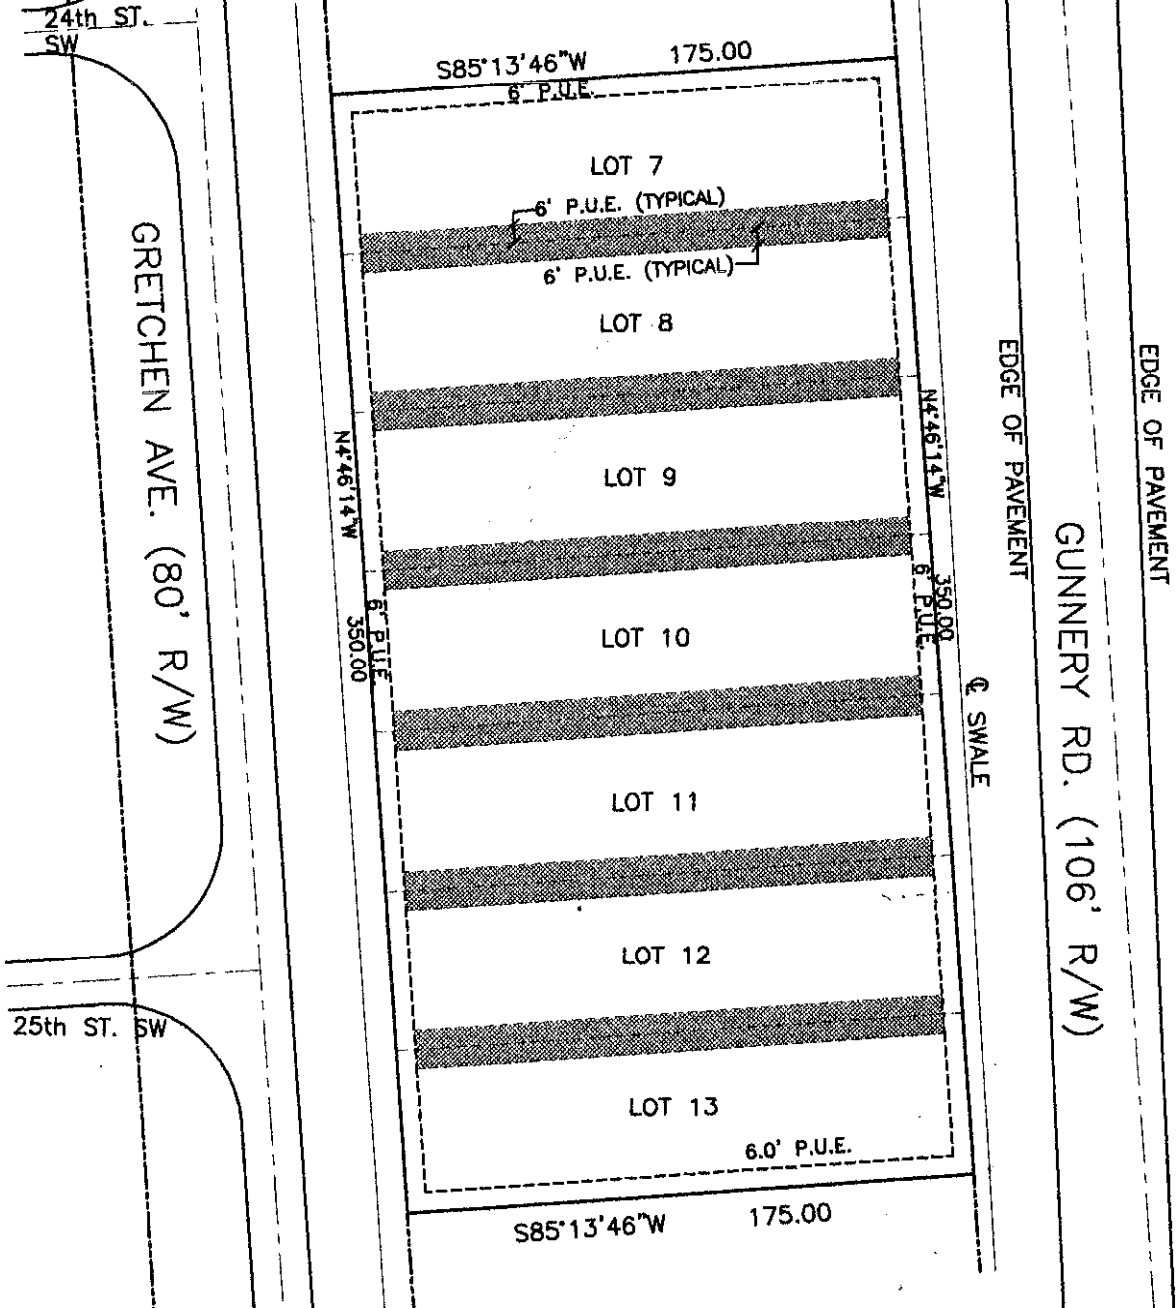 24th ST.
SW
S85°13'46"W 175.00
6' P.U.E.
LOT 7
6' P.U.E. (TYPICAL)
6' P.U.E. (TYPICAL)
LOT 8
GRETCHEN AVE. (80' R/W)
N4°46'14"W
350.00
6' P.U.E.
LOT 9
N4°46'14"W
350.00
6' P.U.E.
LOT 10
EDGE OF PAVEMENT
EDGE OF PAVEMENT
GUNNERY RD. (106' R/W)
℄ SWALE
LOT 11
LOT 12
25th ST. SW
LOT 13
6.0' P.U.E.
S85°13'46"W 175.00